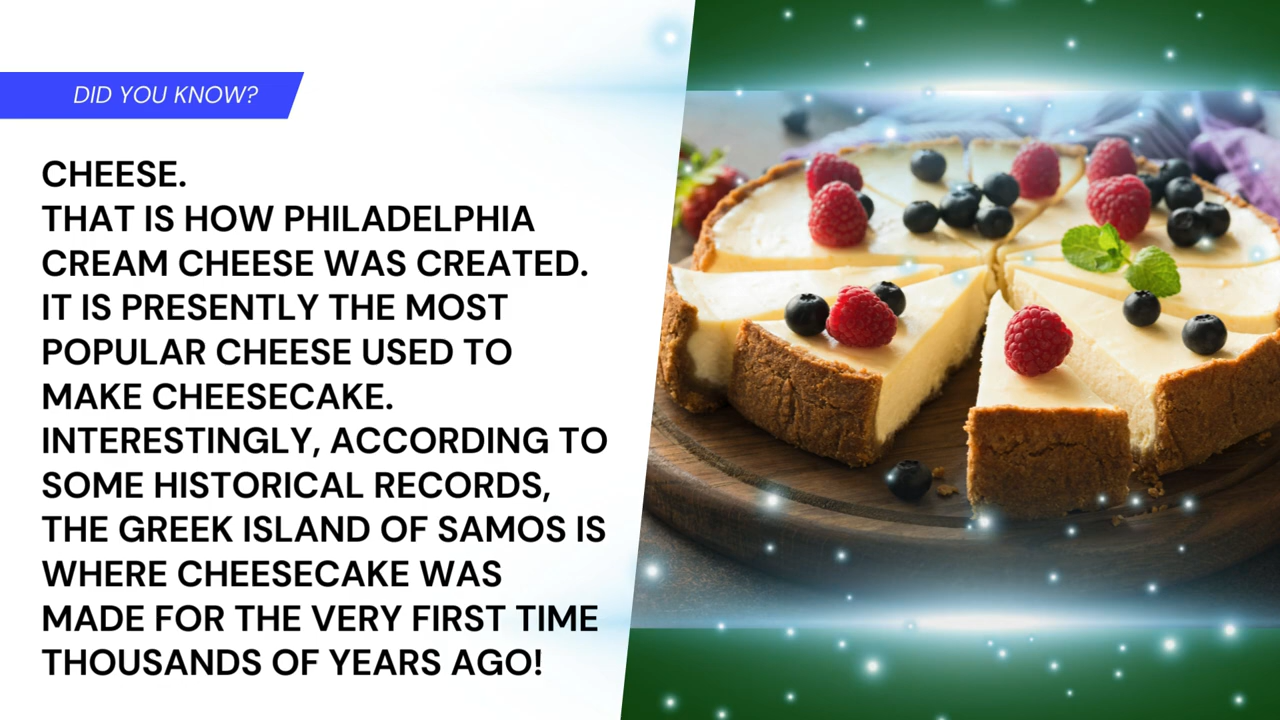 DID YOU KNOW?
CHEESE.
THAT IS HOW PHILADELPHIA
CREAM CHEESE WAS CREATED.
IT IS PRESENTLY THE MOST
POPULAR CHEESE USED TO
MAKE CHEESECAKE.
INTERESTINGLY, ACCORDING TO
SOME HISTORICAL RECORDS,
THE GREEK ISLAND OF SAMOS IS
WHERE CHEESECAKE WAS
MADE FOR THE VERY FIRST TIME
THOUSANDS OF YEARS AGO!